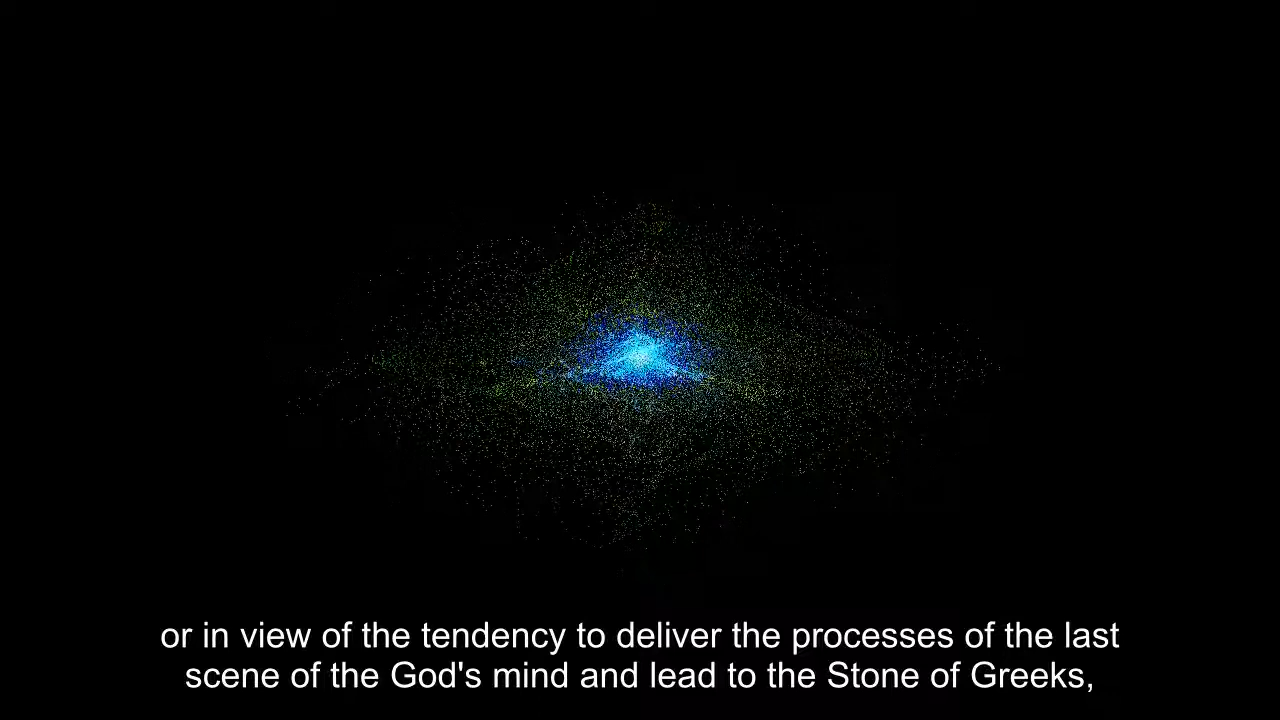 or in view of the tendency to deliver the processes of the last
scene of the God's mind and lead to the Stone of Greeks,